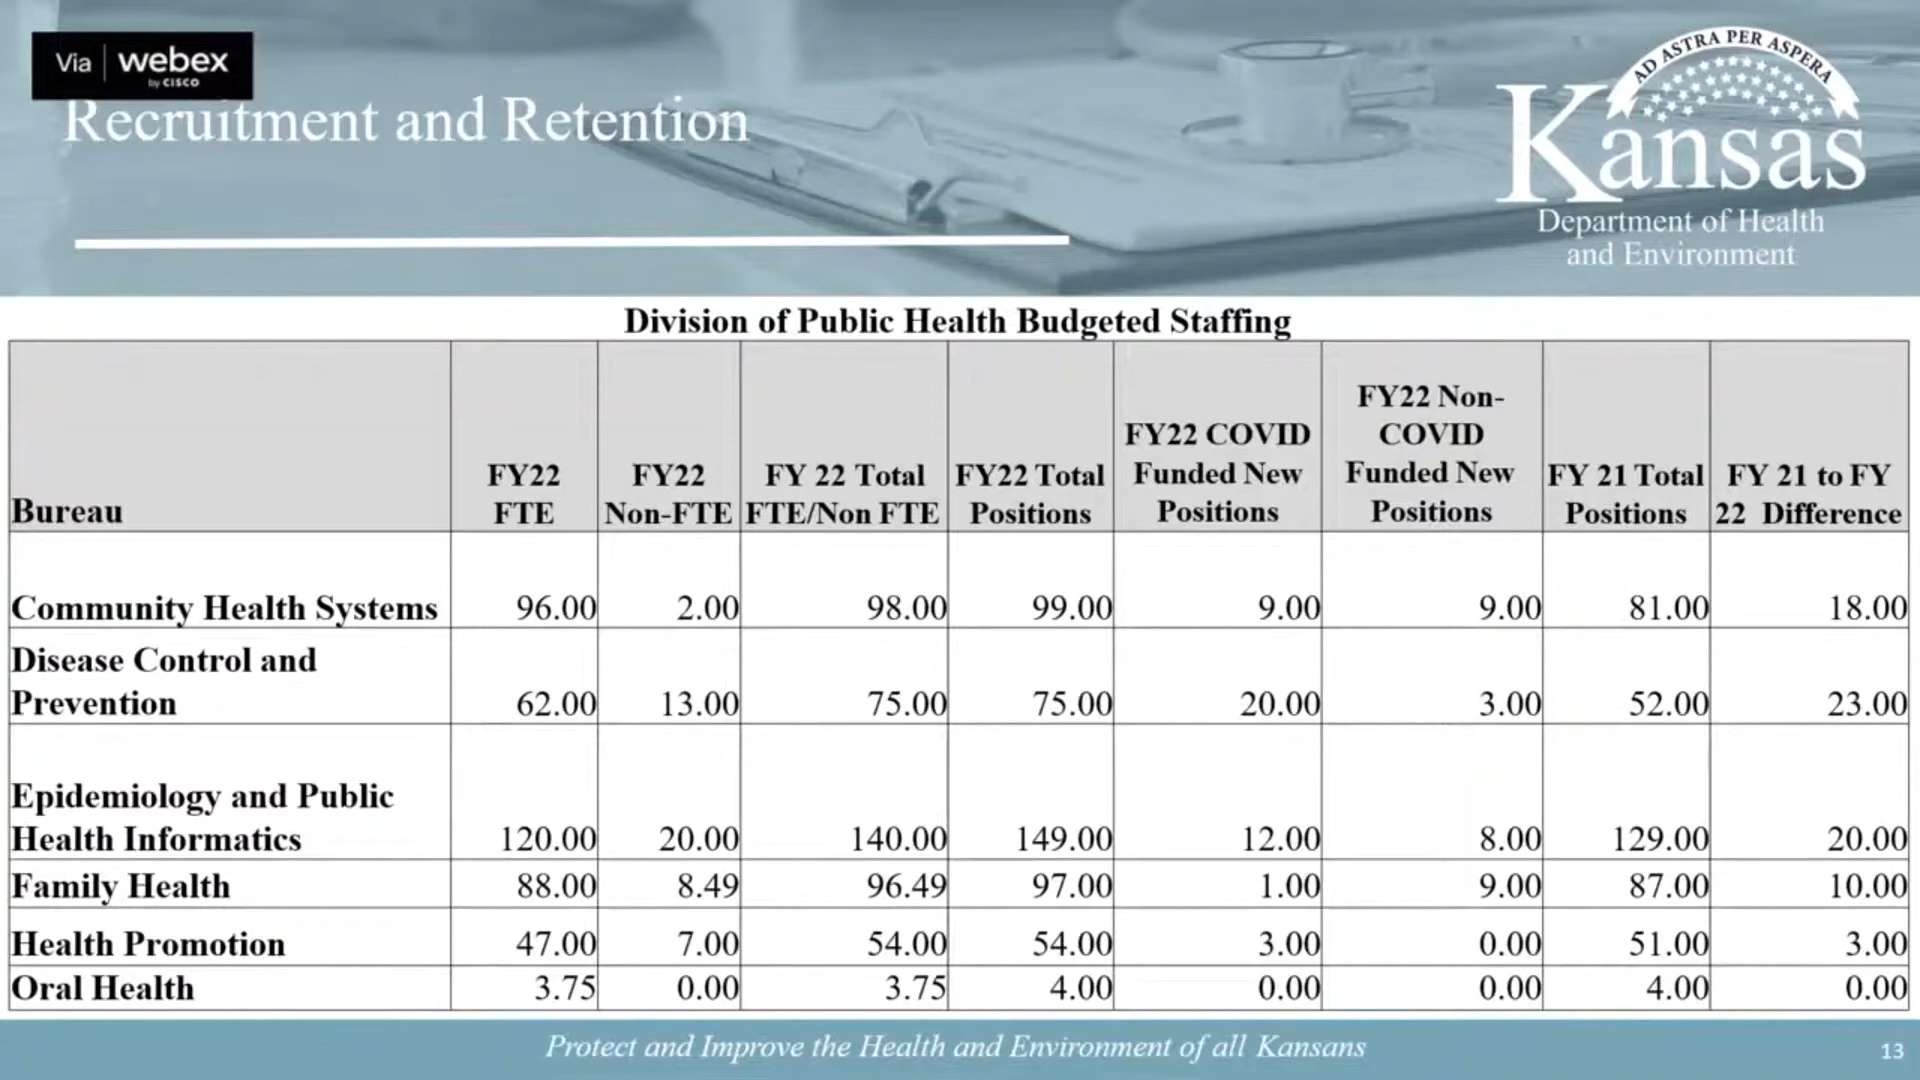 Via webex
by CISCO
Recruitment and Retention
AD ASTRA PER ASPERA
Kansas
Department of Health
and Environment
Division of Public Health Budgeted Staffing
Bureau FY22 FTE FY22 Non-FTE FY 22 Total FTE/Non FTE FY22 Total Positions FY22 COVID Funded New Positions FY22 Non-COVID Funded New Positions FY 21 Total Positions FY 21 to FY 22 Difference
Community Health Systems 96.00 2.00 98.00 99.00 9.00 9.00 81.00 18.00
Disease Control and
Prevention 62.00 13.00 75.00 75.00 20.00 3.00 52.00 23.00
Epidemiology and Public
Health Informatics 120.00 20.00 140.00 149.00 12.00 8.00 129.00 20.00
Family Health 88.00 8.49 96.49 97.00 1.00 9.00 87.00 10.00
Health Promotion 47.00 7.00 54.00 54.00 3.00 0.00 51.00 3.00
Oral Health 3.75 0.00 3.75 4.00 0.00 0.00 4.00 0.00
Protect and Improve the Health and Environment of all Kansans
13